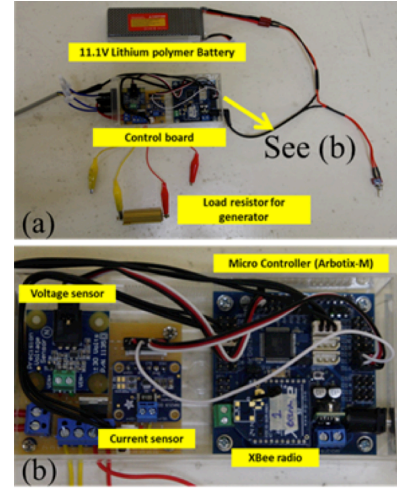 11.1V Lithium polymer Battery
Control board
See (b)
Load resistor for
generator
(a)
Micro Controller (Arbotix-M)
Voltage sensor
Current sensor
XBee radio
(b)